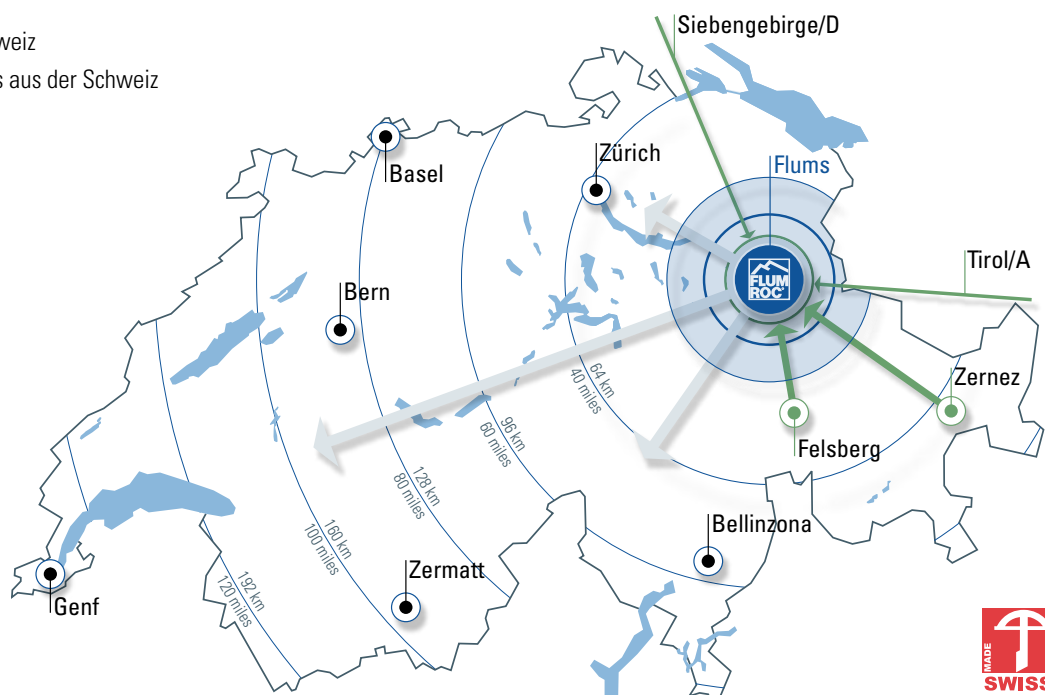 Siebengebirge/D
weiz
s aus der Schweiz
Zürich
Flums
Basel
FLUM
ROC®
Tirol/A
Bern
64 km
40 miles
Zernez
96 km
60 miles
Felsberg
128 km
80 miles
160 km
100 miles
Bellinzona
192 km
120 miles
Zermatt
Genf
MADE
SWISS